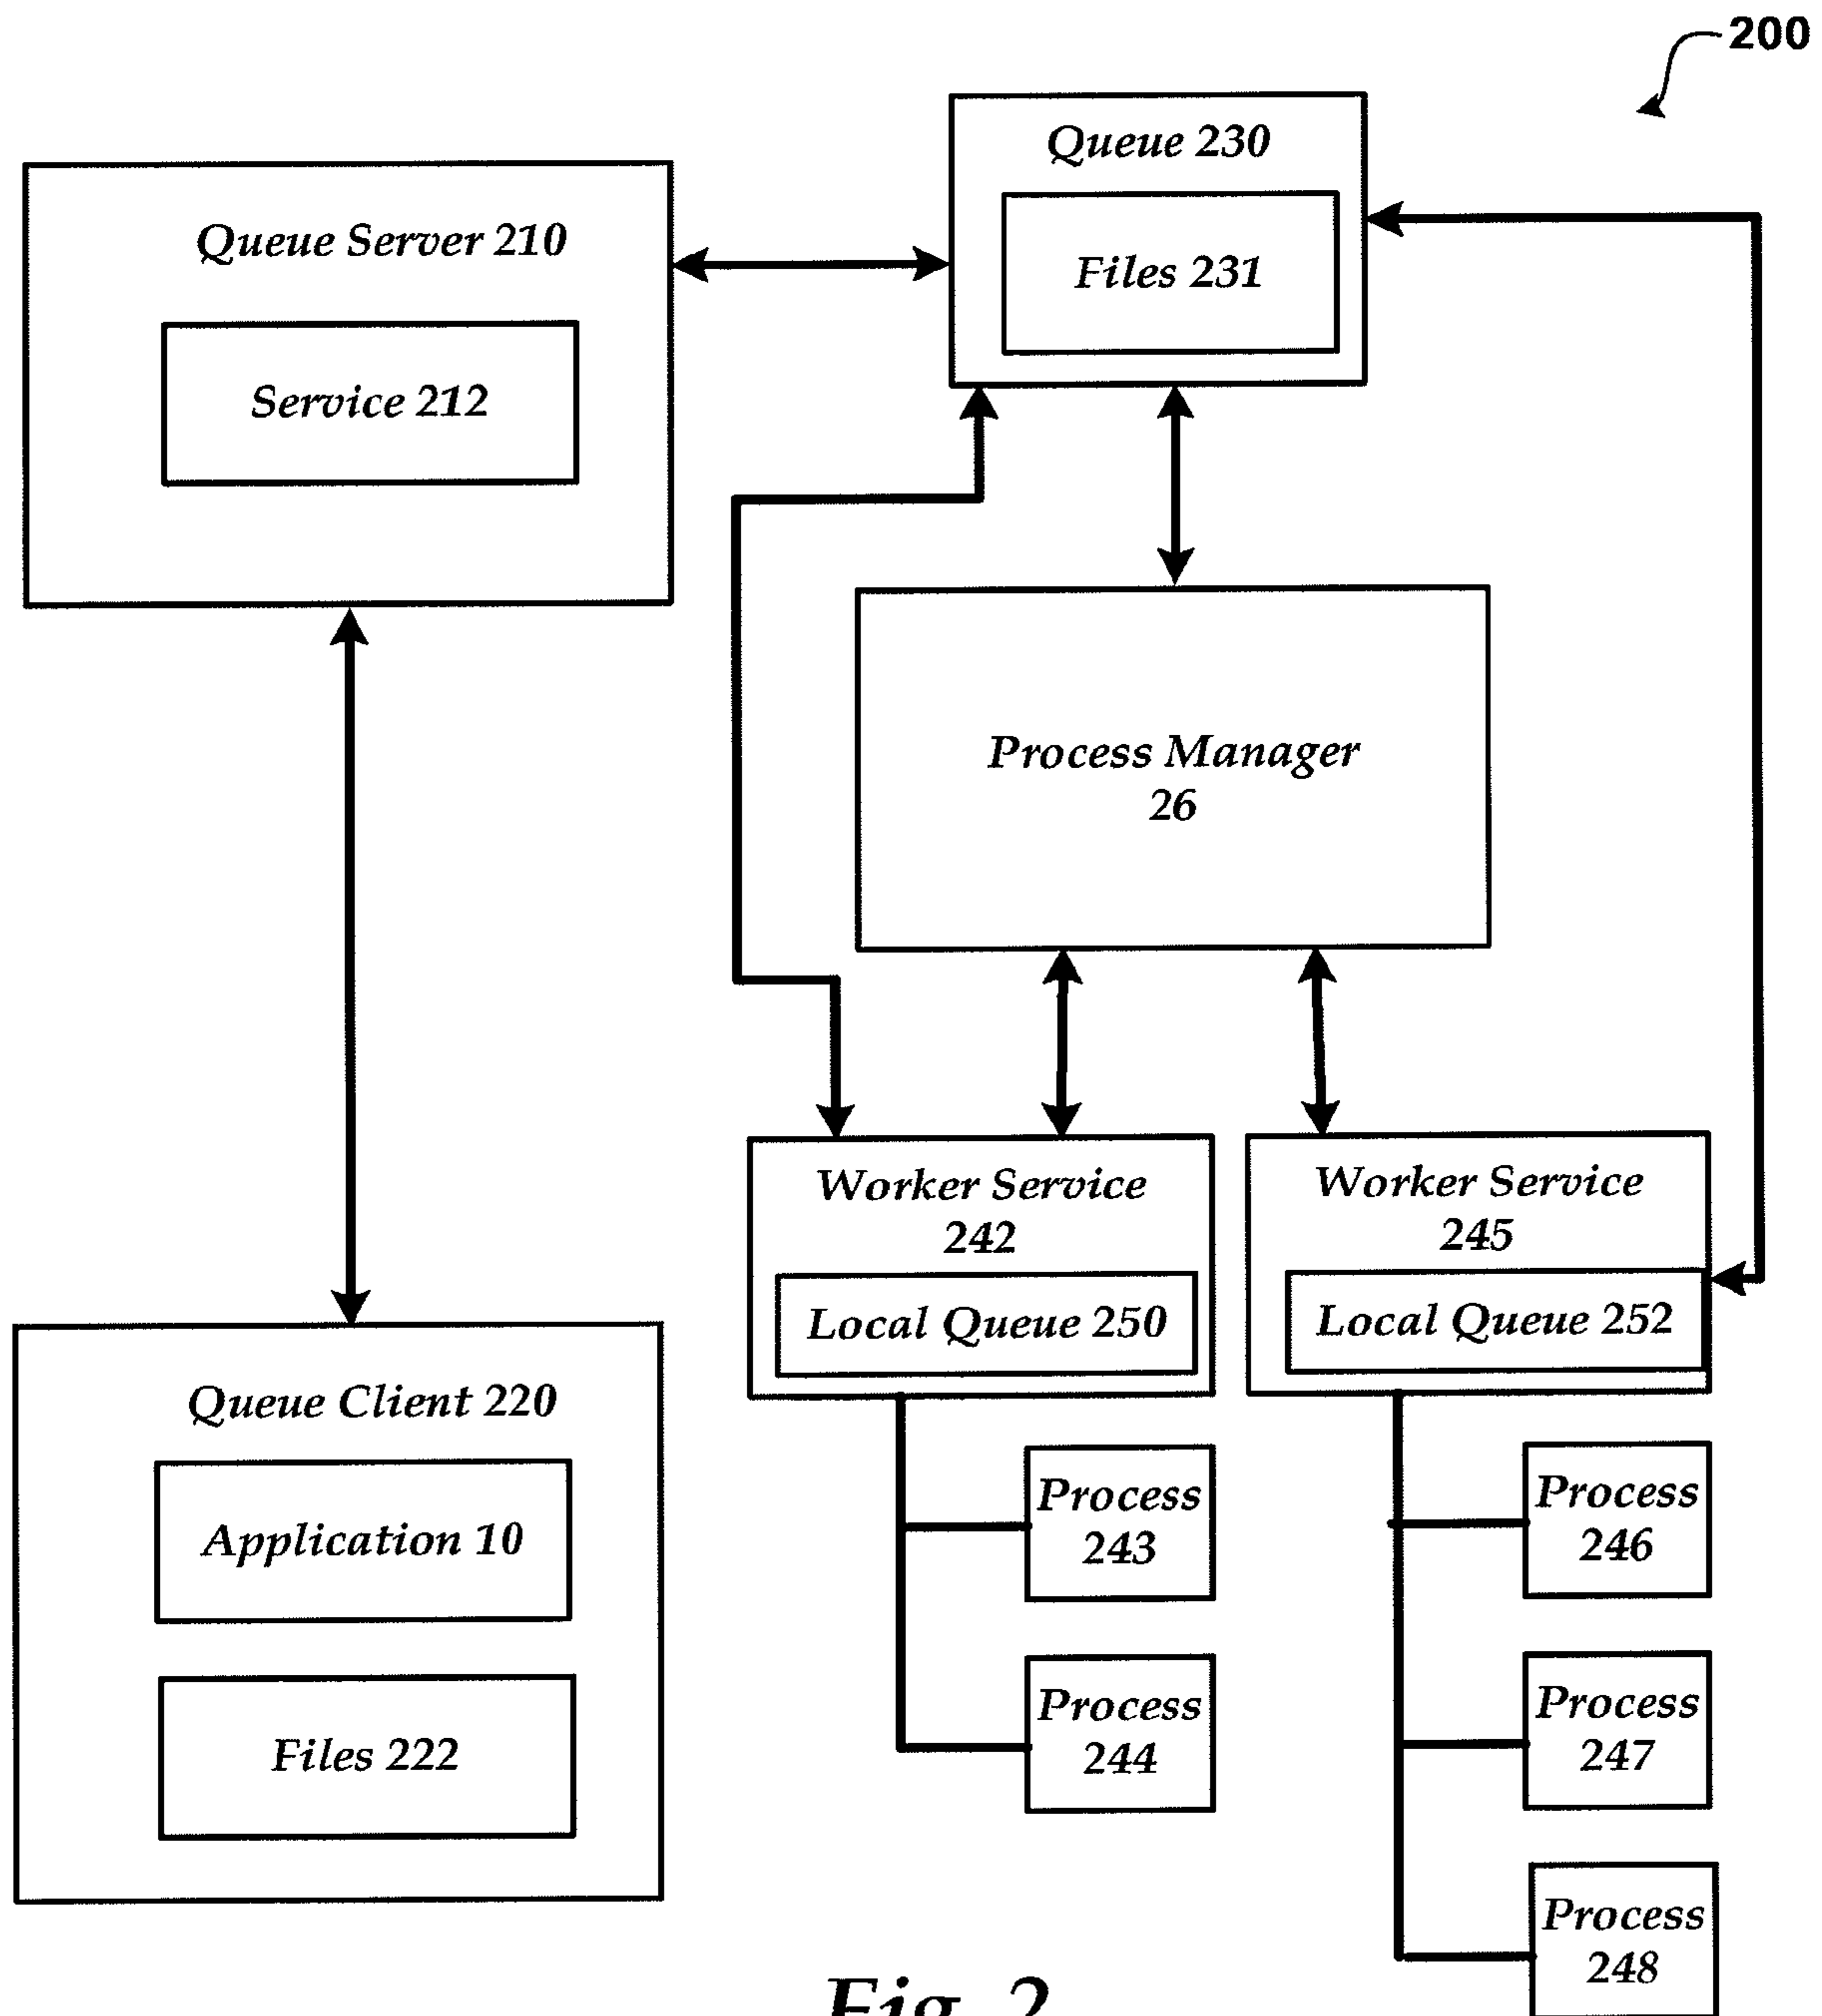 200
Queue 230
Files 231
Queue Server 210
Service 212
Process Manager
26
Worker Service
242
Local Queue 250
Worker Service
245
Local Queue 252
Queue Client 220
Application 10
Files 222
Process
243
Process
244
Process
246
Process
247
Process
248
Fig. 2